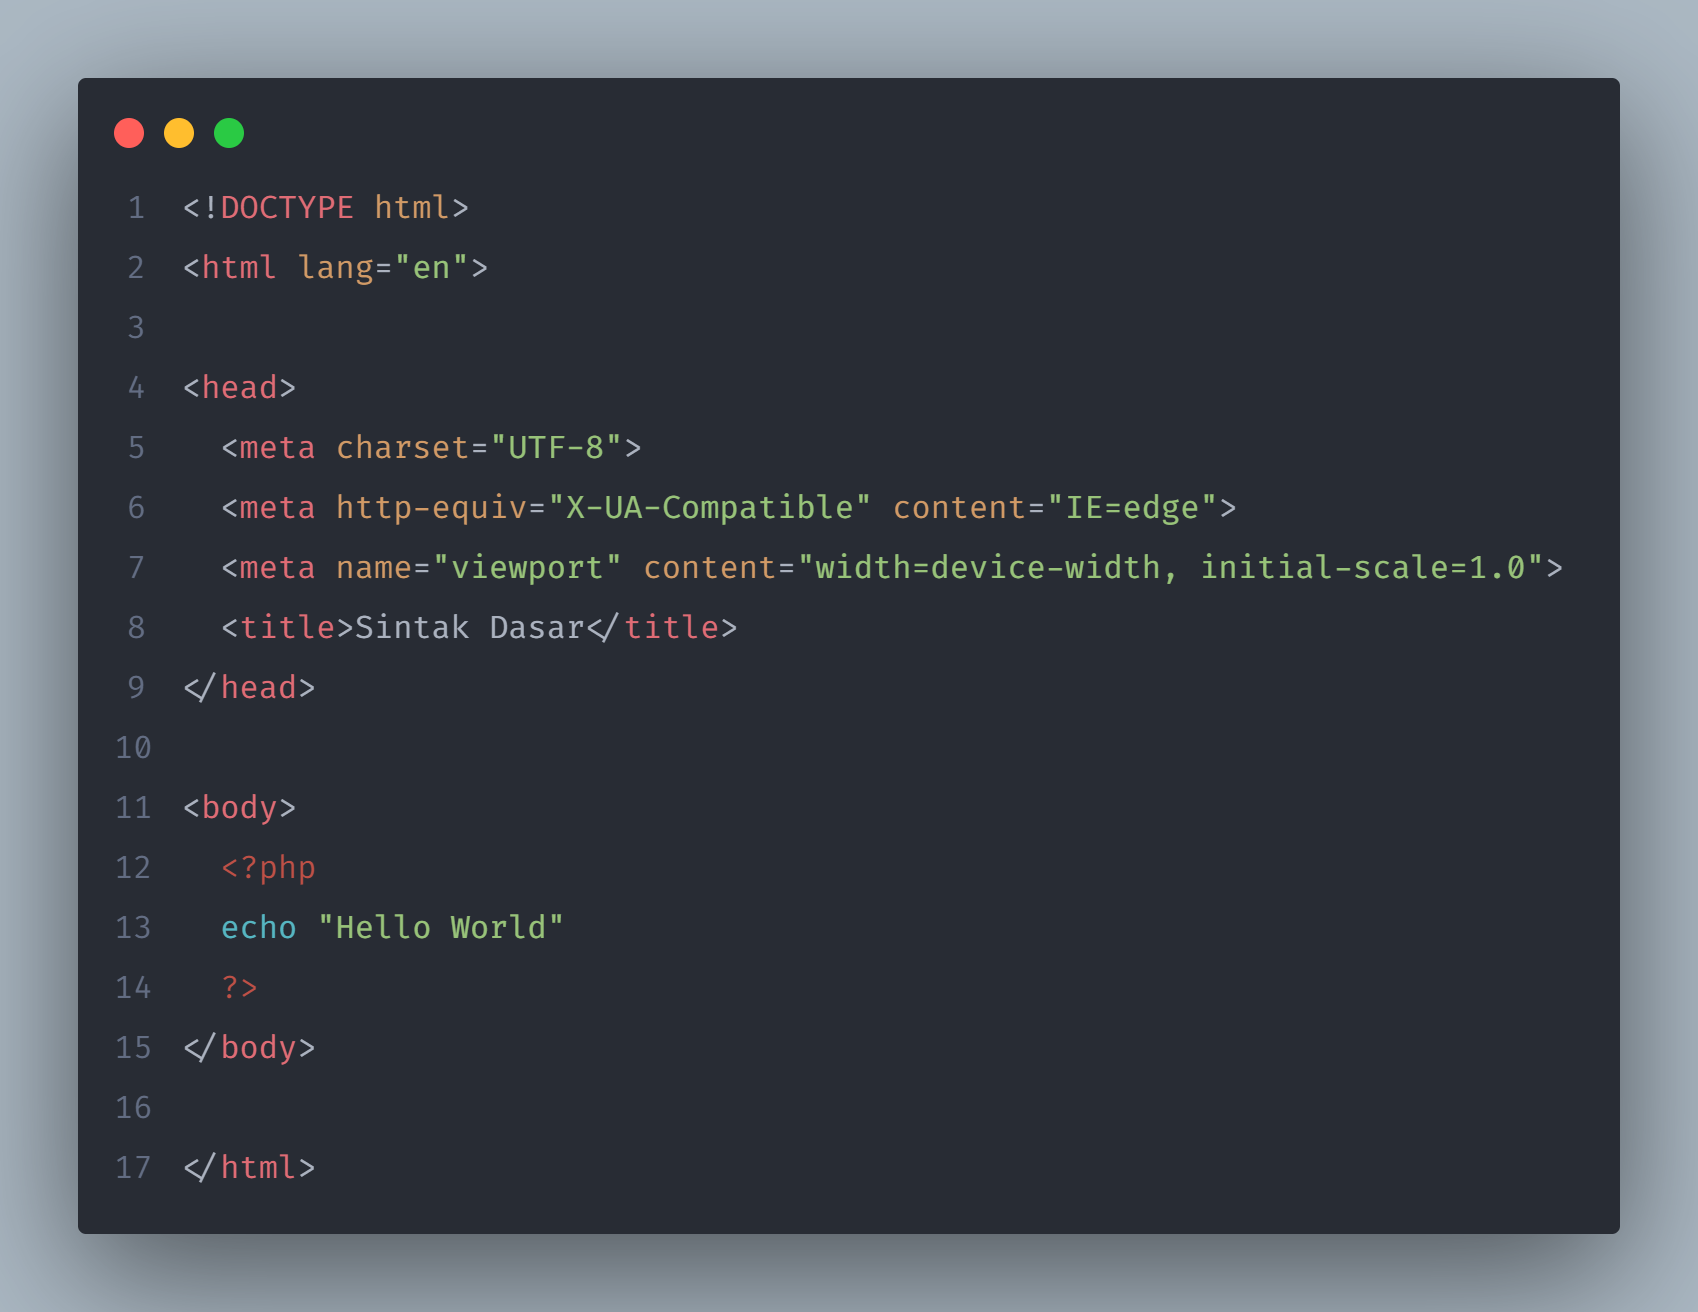 1 <!DOCTYPE html>
2 <html lang="en">
3
4 <head>
5   <meta charset="UTF-8">
6   <meta http-equiv="X-UA-Compatible" content="IE=edge">
7   <meta name="viewport" content="width=device-width, initial-scale=1.0">
8   <title>Sintak Dasar</title>
9 </head>
10
11 <body>
12   <?php
13   echo "Hello World"
14   ?>
15 </body>
16
17 </html>